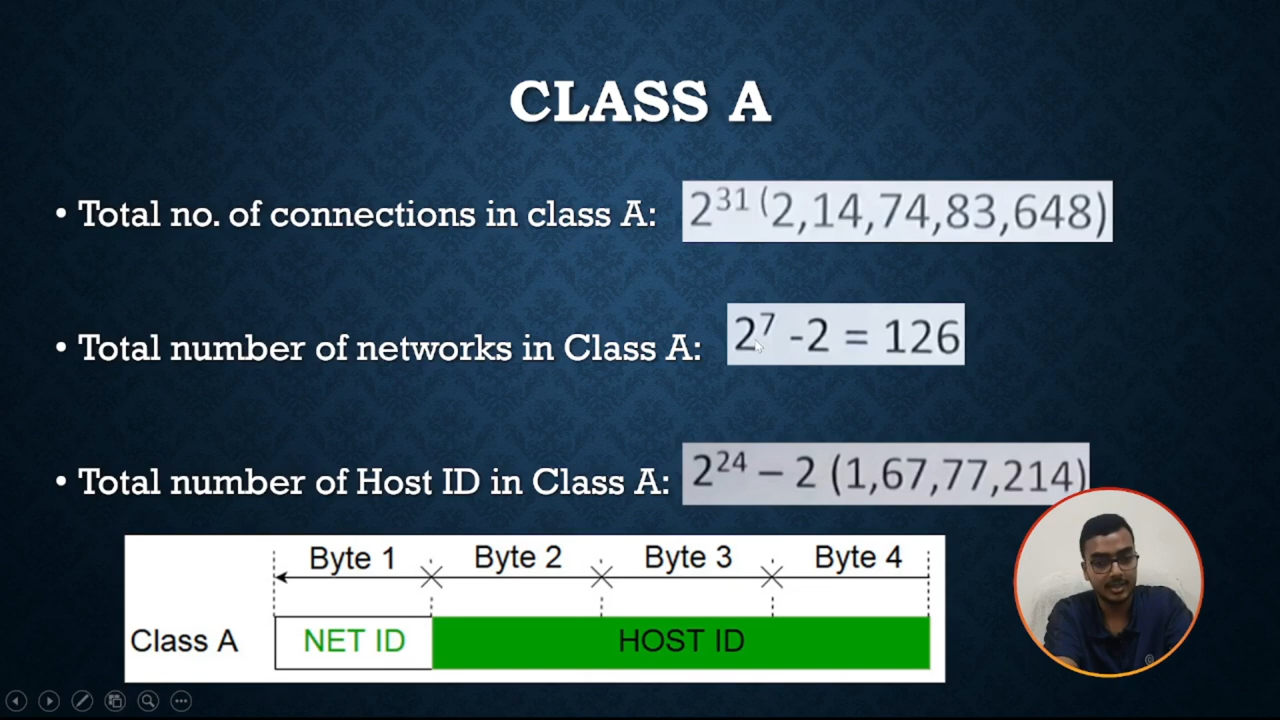 CLASS A
• Total no. of connections in class A: 2³¹ (2,14,74,83,648)
• Total number of networks in Class A: 2⁷ -2 = 126
• Total number of Host ID in Class A: 2²⁴ – 2 (1,67,77,214)
Byte 1 Byte 2 Byte 3 Byte 4
Class A NET ID HOST ID